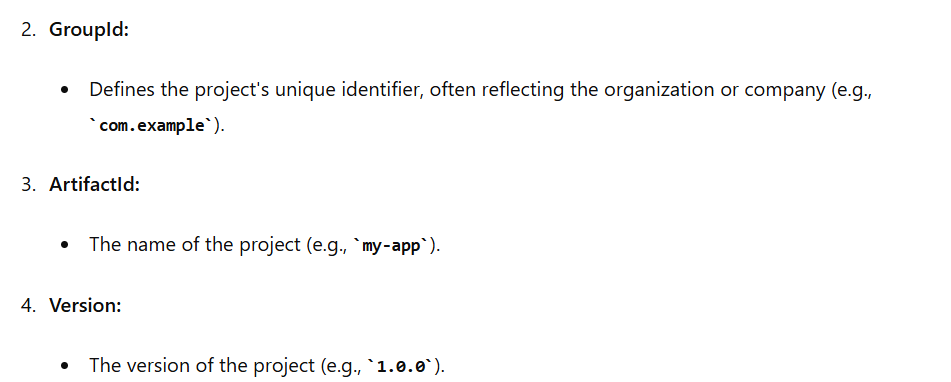 2. GroupId:
• Defines the project's unique identifier, often reflecting the organization or company (e.g.,
`com.example`).
3. ArtifactId:
• The name of the project (e.g., `my-app`).
4. Version:
• The version of the project (e.g., `1.0.0`).